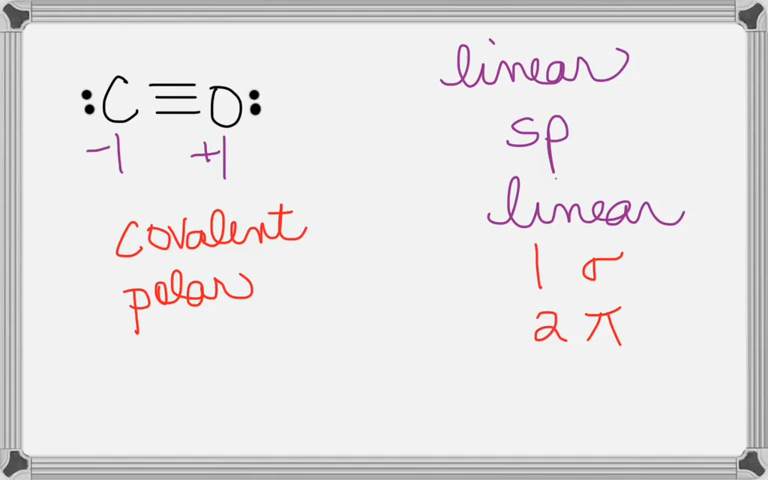 :C≡O:
-1 +1
covalent
polar
linear
sp
linear
1 σ
2 π